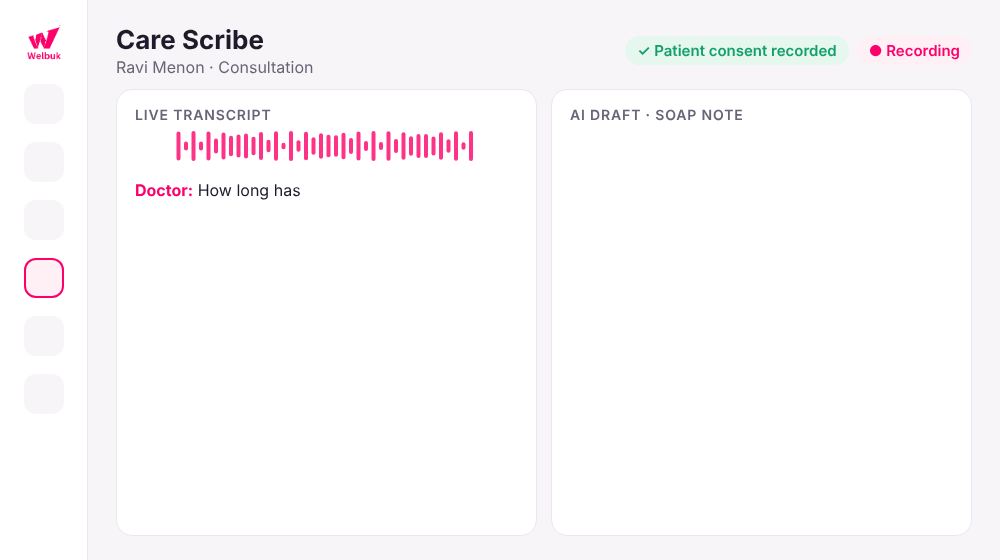 Welbuk
Care Scribe
Ravi Menon · Consultation
✓ Patient consent recorded
Recording
LIVE TRANSCRIPT
Doctor: How long has
AI DRAFT · SOAP NOTE